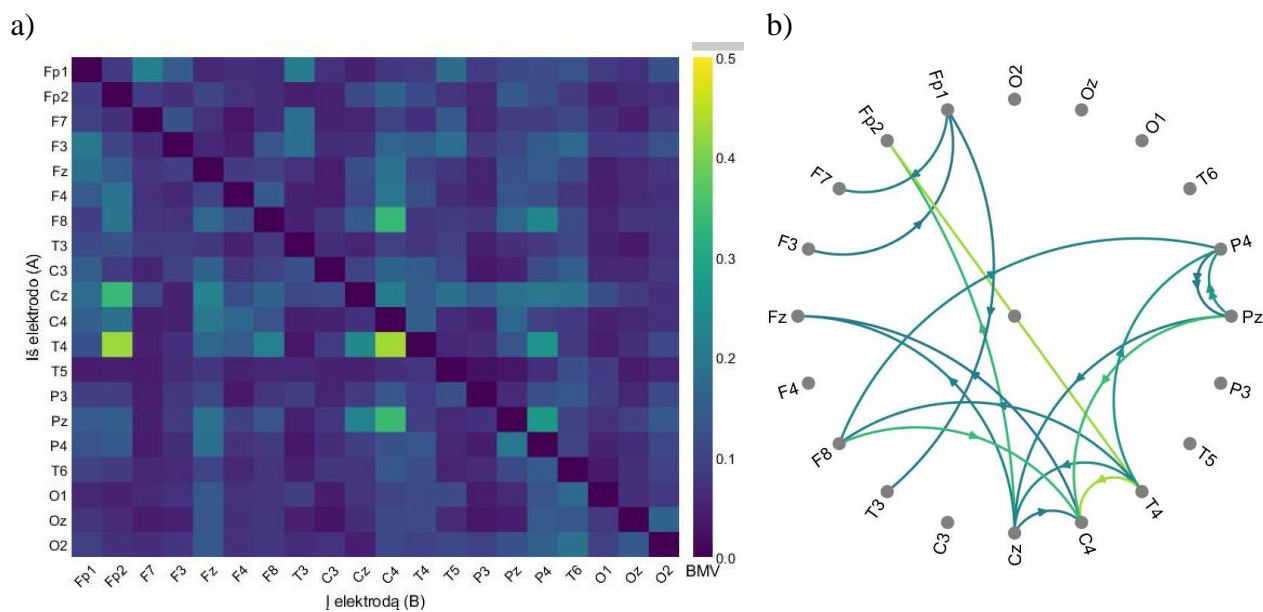 a)
b)
Fp1
Fp2
F7
F3
Fz
F4
F8
T3
C3
Cz
C4
T4
T5
P3
Pz
P4
T6
O1
Oz
O2
Iš elektrodo (A)
Fp1 Fp2 F7 F3 Fz F4 F8 T3 C3 Cz C4 T4 T5 P3 Pz P4 T6 O1 Oz O2
Į elektrodą (B)
0.5
0.4
0.3
0.2
0.1
0.0
BMV
O2
Oz
O1
T6
P4
Pz
P3
T5
T4
C4
Cz
C3
T3
F8
F4
Fz
F3
F7
Fp2
Fp1